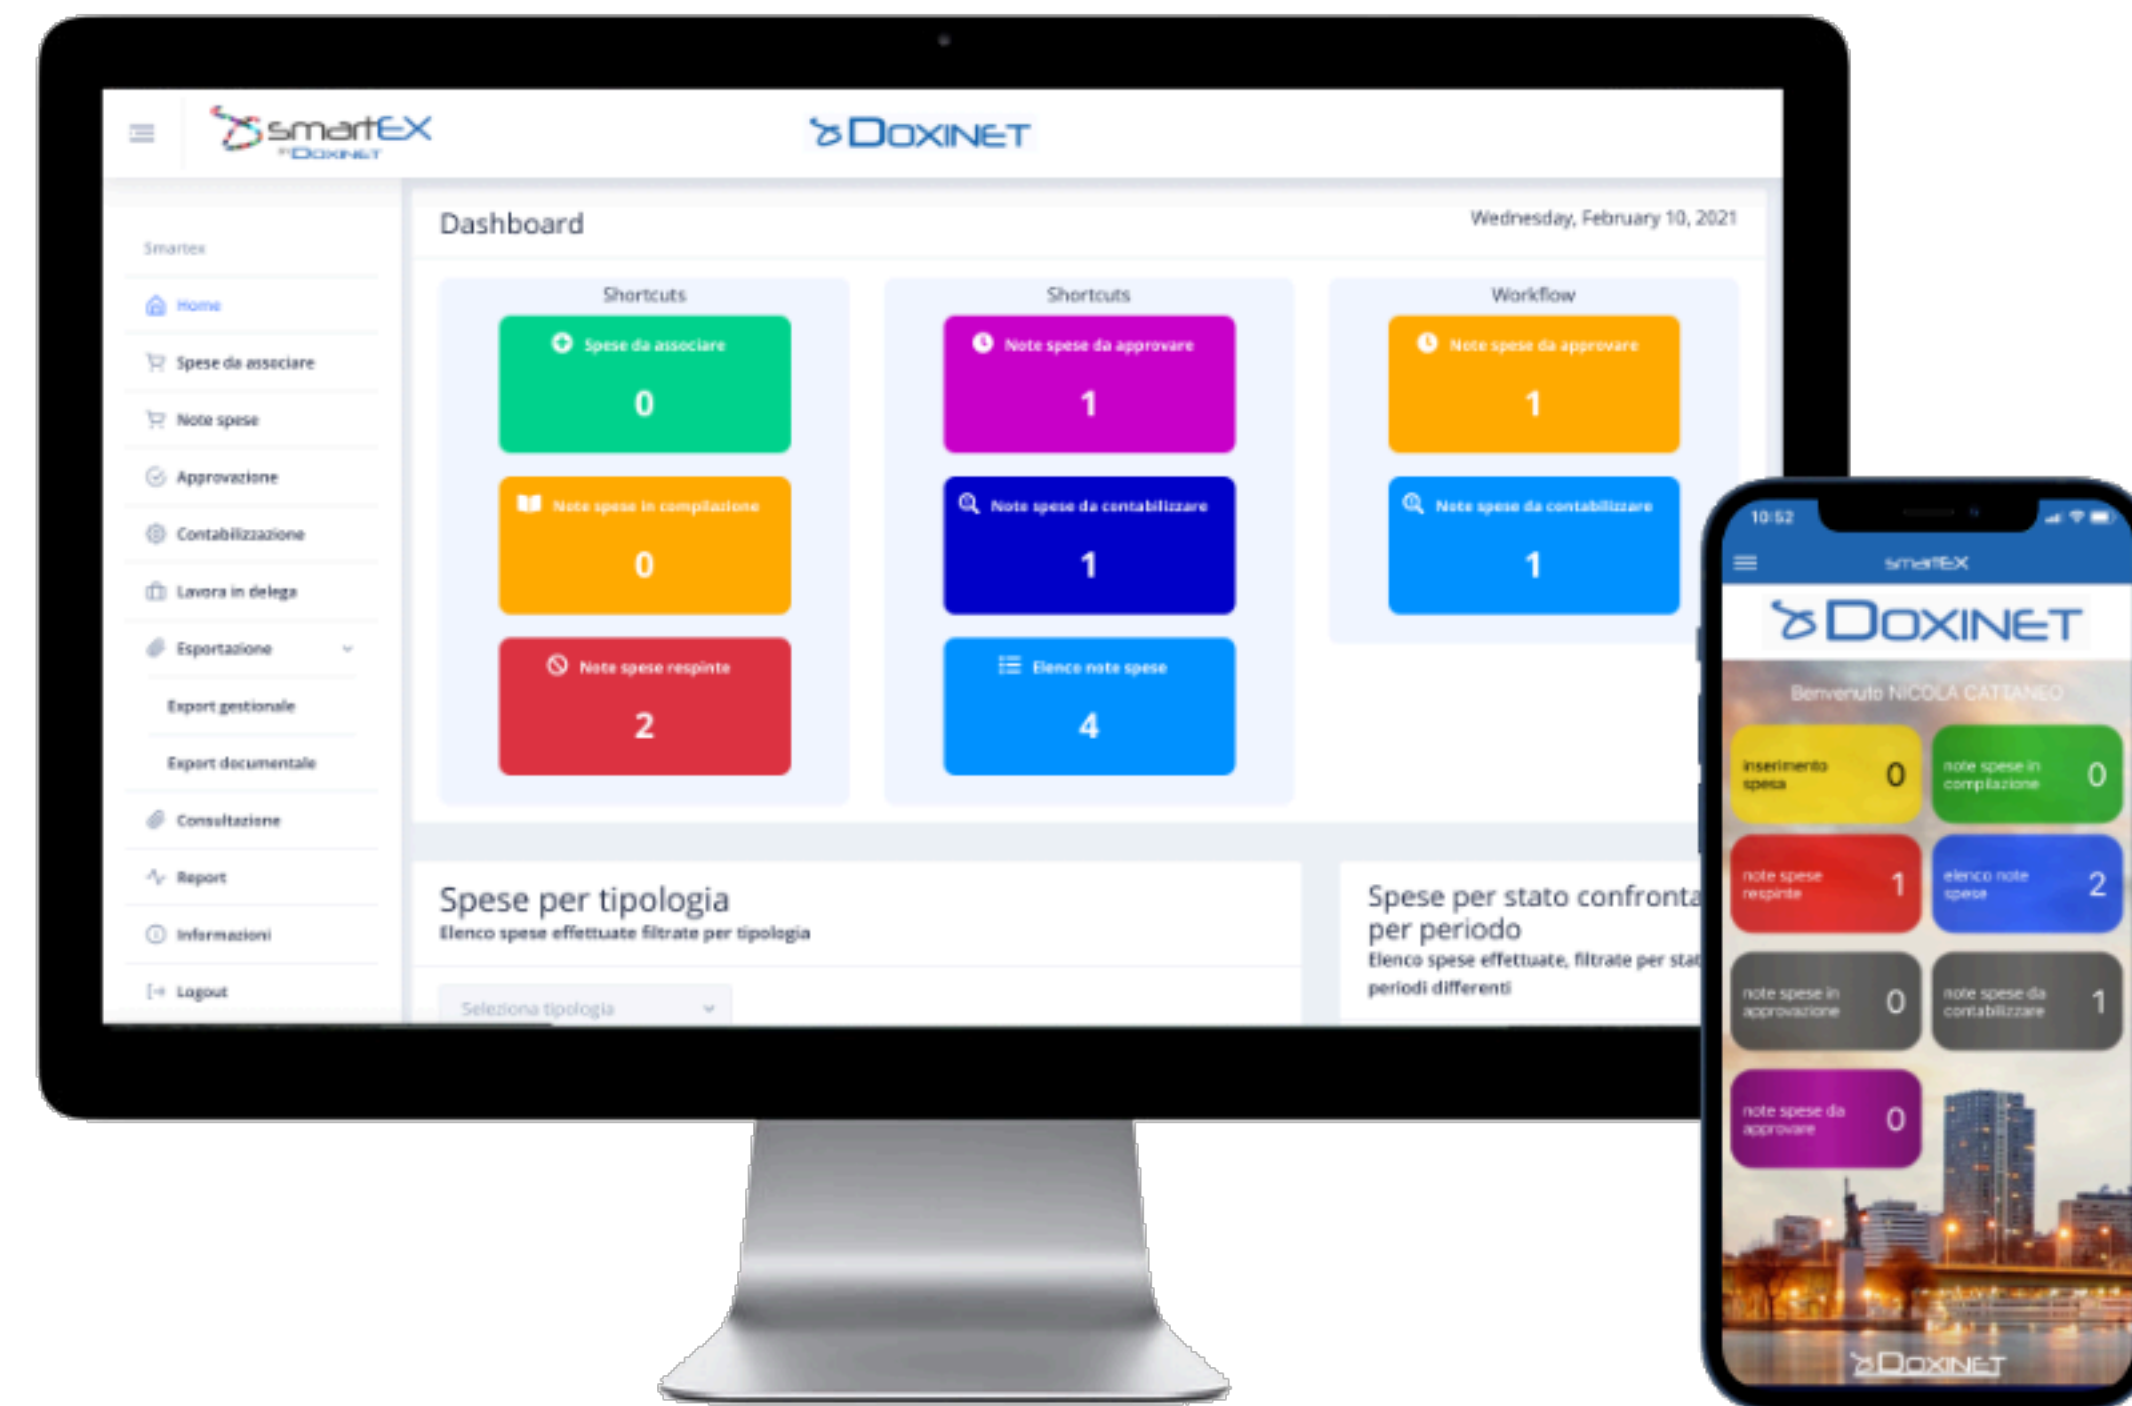 smartEX
BY DOXINET
DOXINET
Smartex
Home
Spese da associare
Note spese
Approvazione
Contabilizzazione
Lavora in delega
Esportazione
Export gestionale
Export documentale
Consultazione
Report
Informazioni
Logout
Dashboard
Wednesday, February 10, 2021
Shortcuts
Spese da associare
0
Note spese in compilazione
0
Note spese respinte
2
Shortcuts
Note spese da approvare
1
Note spese da contabilizzare
1
Elenco note spese
4
Workflow
Note spese da approvare
1
Note spese da contabilizzare
1
Spese per tipologia
Elenco spese effettuate filtrate per tipologia
Seleziona tipologia
Spese per stato confronta
per periodo
Elenco spese effettuate, filtrate per stat
periodi differenti
10:52
smartEX
DOXINET
Benvenuto NICOLA CATTANEO
inserimento
spesa
0
note spese in
compilazione
0
note spese
respinte
1
elenco note
spese
2
note spese in
approvazione
0
note spese da
contabilizzare
1
note spese da
approvare
0
DOXINET